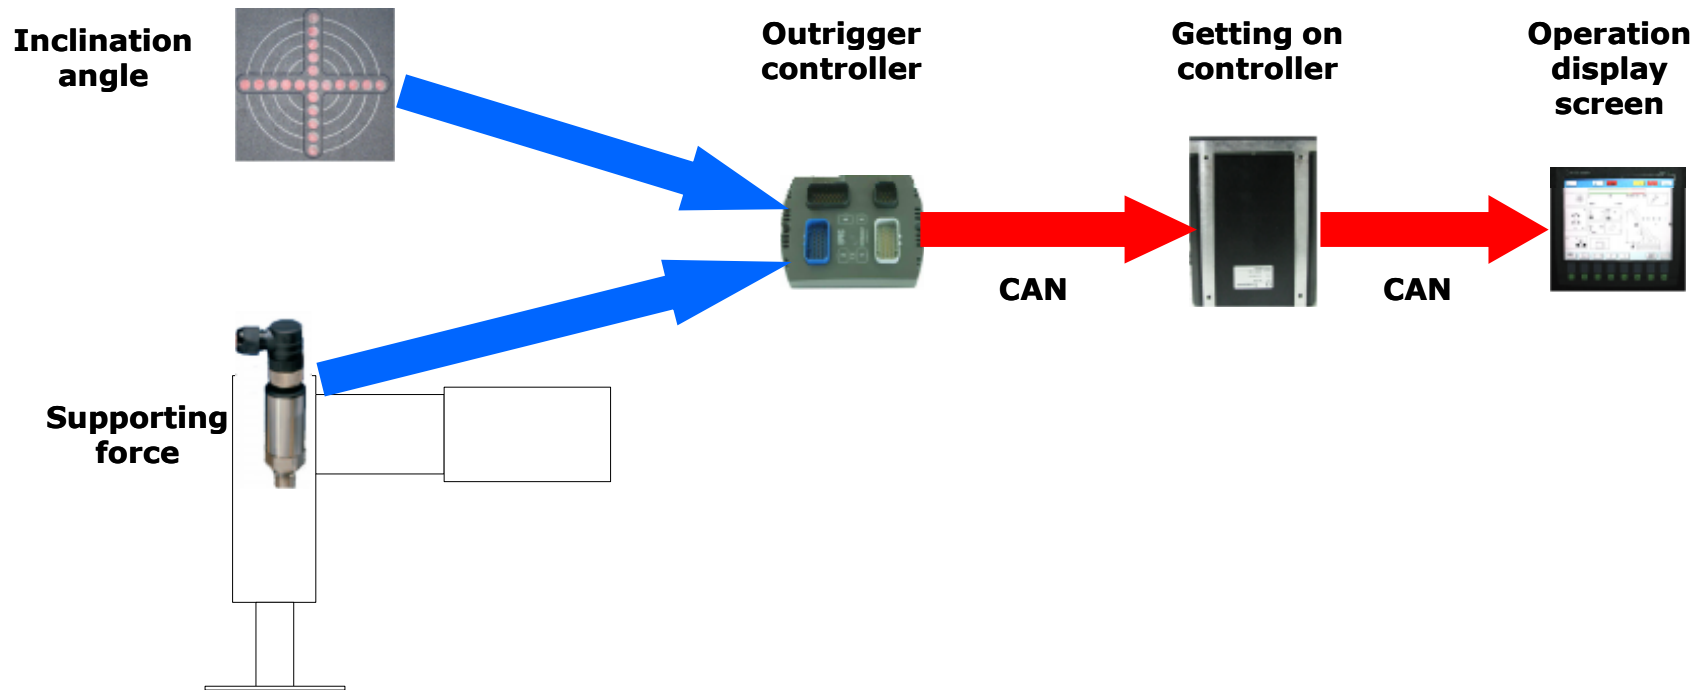 Inclination
angle
Outrigger
controller
Getting on
controller
Operation
display
screen
CAN
CAN
Supporting
force